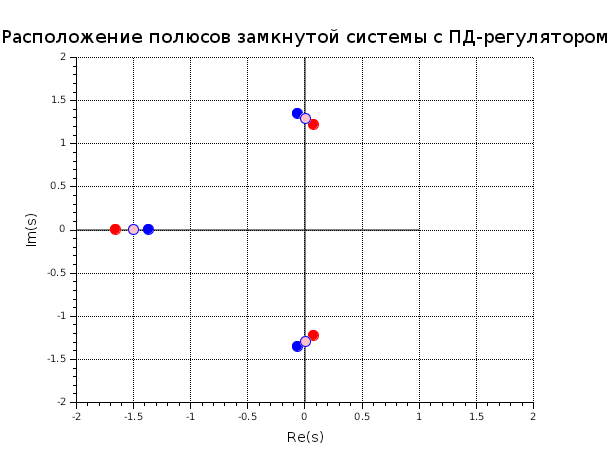 Расположение полюсов замкнутой системы с ПД-регулятором
2
1.5
1
0.5
0
-0.5
-1
-1.5
-2
Im(s)
-2 -1.5 -1 -0.5 0 0.5 1 1.5 2
Re(s)